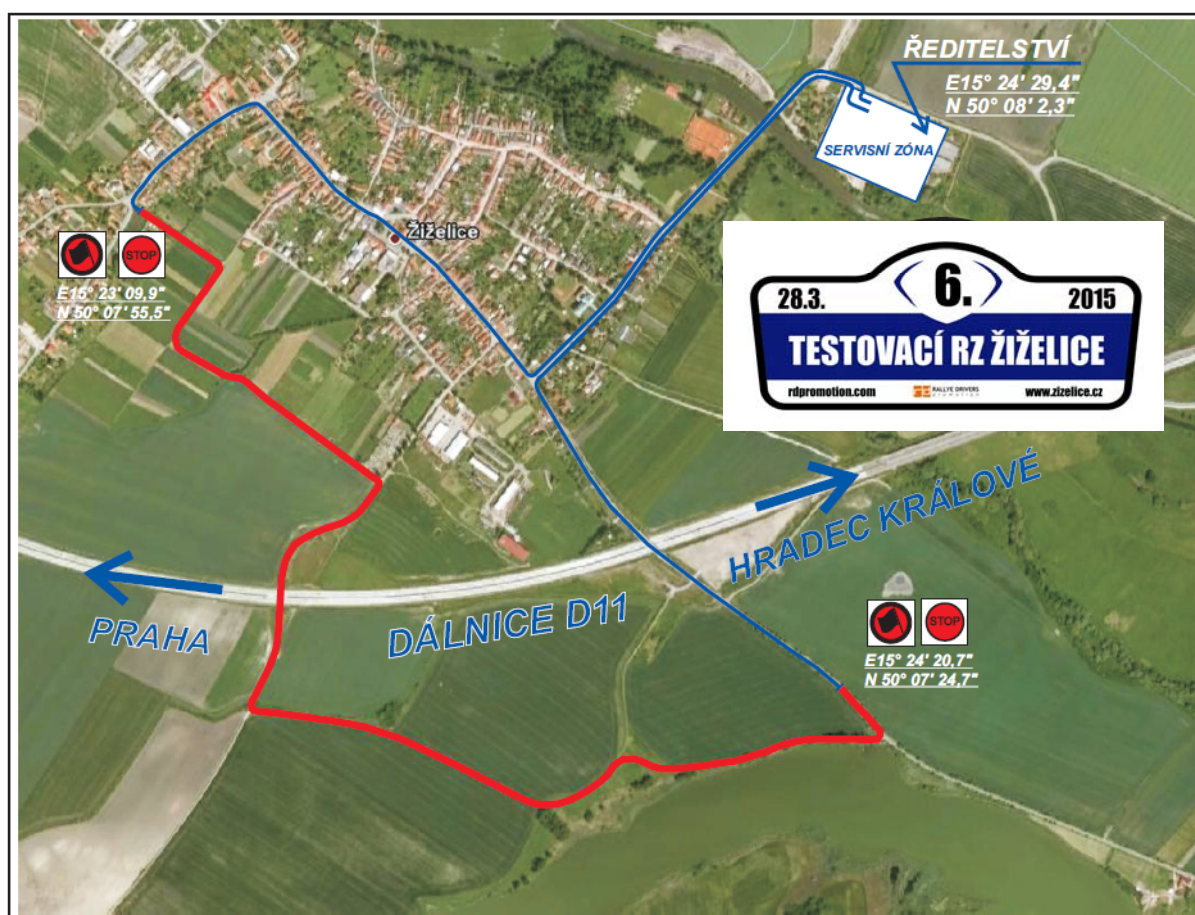 ŘEDITELSTVÍ
E15° 24' 29,4"
N 50° 08' 2,3"
SERVISNÍ ZÓNA
Žiželice
STOP
E15° 23' 09,9"
N 50° 07' 55,5"
28.3.
6.
2015
TESTOVACÍ RZ ŽIŽELICE
rdpromotion.com
RALLYE DRIVERS
promotion
www.zizelice.cz
HRADEC KRÁLOVÉ
DÁLNICE D11
PRAHA
STOP
E15° 24' 20,7"
N 50° 07' 24,7"